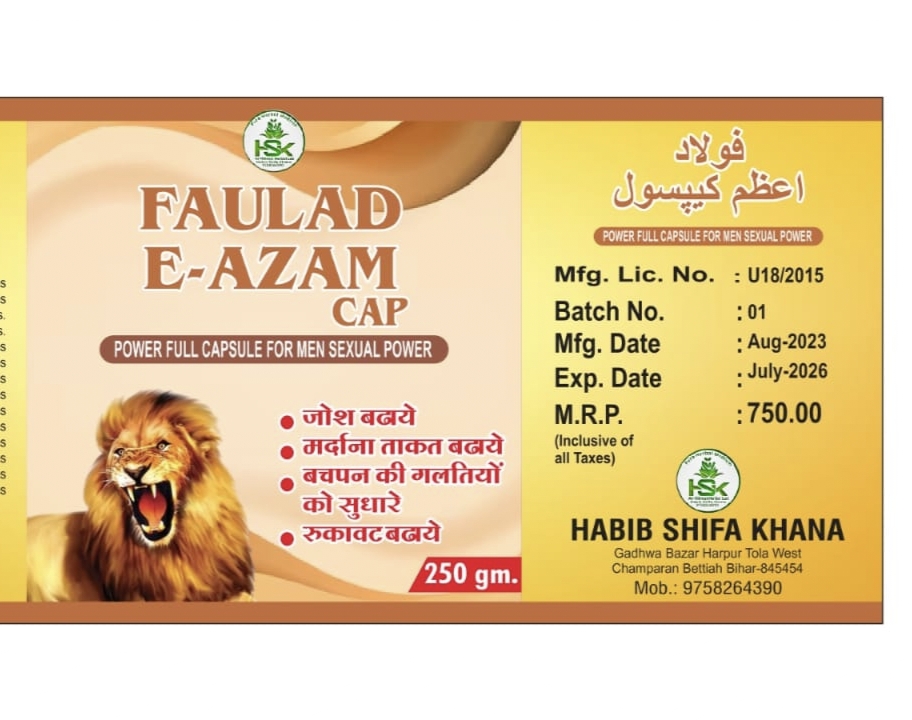 HSK
FAULAD
E-AZAM
CAP
POWER FULL CAPSULE FOR MEN SEXUAL POWER
• जोश बढाये
• मर्दाना ताकत बढाये
• बचपन की गलतियों
को सुधारे
• रुकावट बढाये
250 gm.
فولاد
اعظم کیپسول
POWER FULL CAPSULE FOR MEN SEXUAL POWER
Mfg. Lic. No. : U18/2015
Batch No. : 01
Mfg. Date : Aug-2023
Exp. Date : July-2026
M.R.P. : 750.00
(Inclusive of
all Taxes)
HSK
HABIB SHIFA KHANA
Gadhwa Bazar Harpur Tola West
Champaran Bettiah Bihar-845454
Mob.: 9758264390